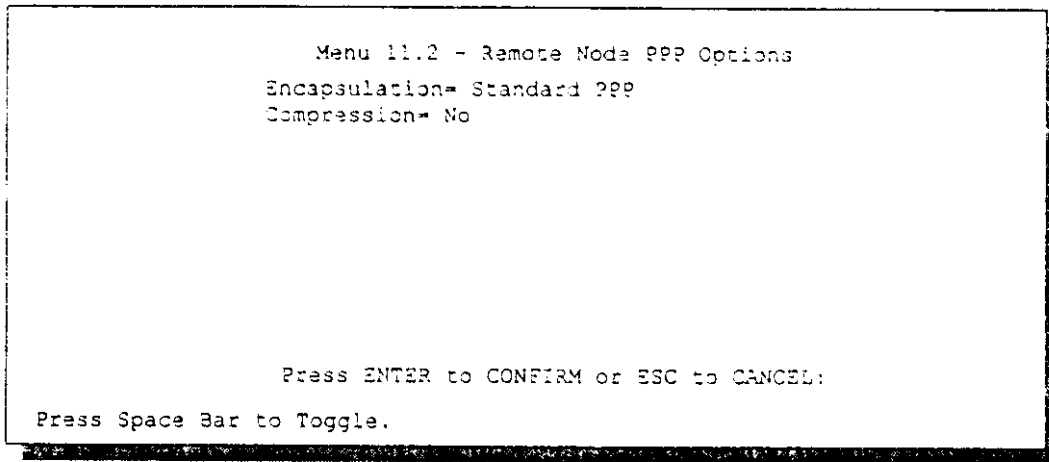 Menu 11.2 - Remote Node PPP Options
Encapsulation= Standard PPP
Compression= No
Press ENTER to CONFIRM or ESC to CANCEL:
Press Space Bar to Toggle.